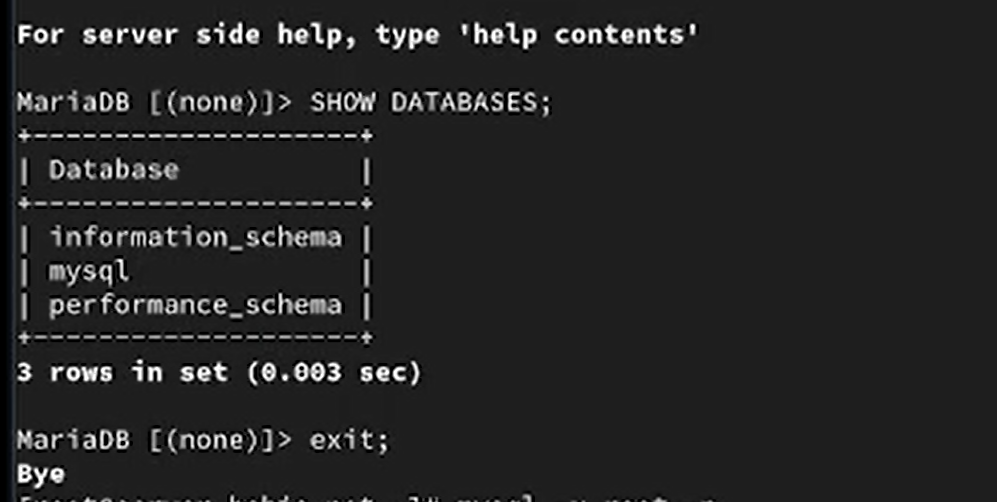 For server side help, type 'help contents'
MariaDB [(none)]> SHOW DATABASES;
+--------------------+
| Database           |
+--------------------+
| information_schema |
| mysql              |
| performance_schema |
+--------------------+
3 rows in set (0.003 sec)
MariaDB [(none)]> exit;
Bye